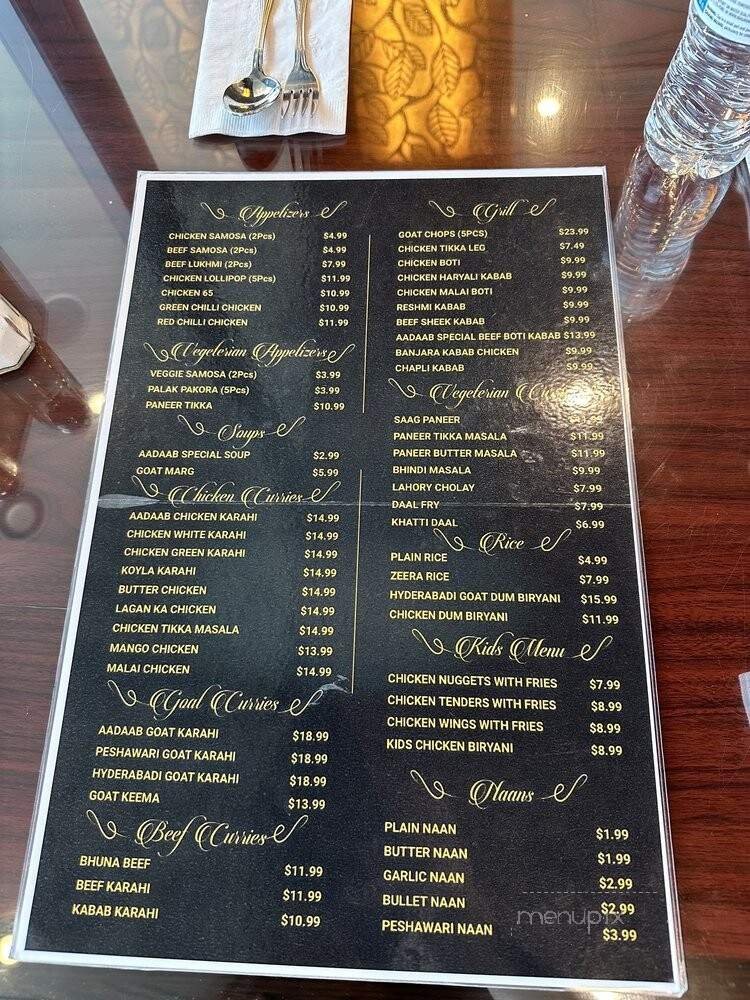 Appetizers
CHICKEN SAMOSA (2Pcs) $4.99
BEEF SAMOSA (2Pcs) $4.99
BEEF LUKHMI (2Pcs) $7.99
CHICKEN LOLLIPOP (5Pcs) $11.99
CHICKEN 65 $10.99
GREEN CHILLI CHICKEN $10.99
RED CHILLI CHICKEN $11.99
Vegeterian Appetizers
VEGGIE SAMOSA (2Pcs) $3.99
PALAK PAKORA (5Pcs) $3.99
PANEER TIKKA $10.99
Soups
AADAAB SPECIAL SOUP $2.99
GOAT MARG $5.99
Chicken Curries
AADAAB CHICKEN KARAHI $14.99
CHICKEN WHITE KARAHI $14.99
CHICKEN GREEN KARAHI $14.99
KOYLA KARAHI $14.99
BUTTER CHICKEN $14.99
LAGAN KA CHICKEN $14.99
CHICKEN TIKKA MASALA $14.99
MANGO CHICKEN $13.99
MALAI CHICKEN $14.99
Goat Curries
AADAAB GOAT KARAHI $18.99
PESHAWARI GOAT KARAHI $18.99
HYDERABADI GOAT KARAHI $18.99
GOAT KEEMA $13.99
Beef Curries
BHUNA BEEF $11.99
BEEF KARAHI $11.99
KABAB KARAHI $10.99
Grill
GOAT CHOPS (5PCS) $23.99
CHICKEN TIKKA LEG $7.49
CHICKEN BOTI $9.99
CHICKEN HARYALI KABAB $9.99
CHICKEN MALAI BOTI $9.99
RESHMI KABAB $9.99
BEEF SHEEK KABAB $9.99
AADAAB SPECIAL BEEF BOTI KABAB $13.99
BANJARA KABAB CHICKEN $9.99
CHAPLI KABAB $9.99
Vegeterian
SAAG PANEER
PANEER TIKKA MASALA $11.99
PANEER BUTTER MASALA $11.99
BHINDI MASALA $9.99
LAHORY CHOLAY $7.99
DAAL FRY $7.99
KHATTI DAAL $6.99
Rice
PLAIN RICE $4.99
ZEERA RICE $7.99
HYDERABADI GOAT DUM BIRYANI $15.99
CHICKEN DUM BIRYANI $11.99
Kids Menu
CHICKEN NUGGETS WITH FRIES $7.99
CHICKEN TENDERS WITH FRIES $8.99
CHICKEN WINGS WITH FRIES $8.99
KIDS CHICKEN BIRYANI $8.99
Naans
PLAIN NAAN $1.99
BUTTER NAAN $1.99
GARLIC NAAN $2.99
BULLET NAAN $2.99
PESHAWARI NAAN $3.99
menupix